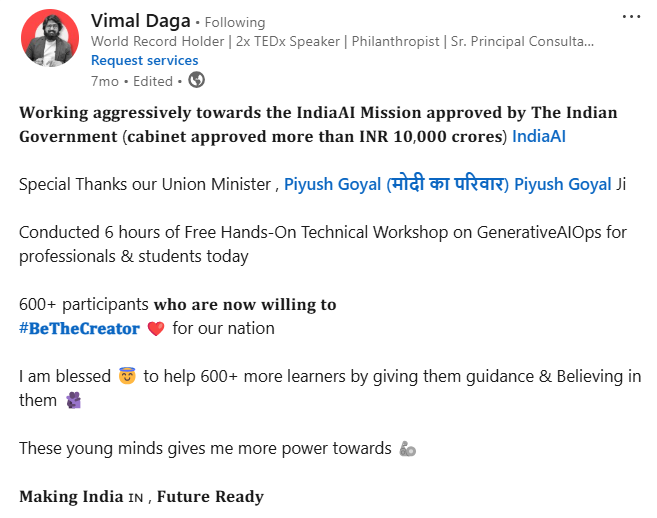 Vimal Daga • Following
World Record Holder | 2x TEDx Speaker | Philanthropist | Sr. Principal Consulta...
Request services
7mo • Edited •
Working aggressively towards the IndiaAI Mission approved by The Indian
Government (cabinet approved more than INR 10,000 crores) IndiaAI
Special Thanks our Union Minister , Piyush Goyal (मोदी का परिवार) Piyush Goyal Ji
Conducted 6 hours of Free Hands-On Technical Workshop on GenerativeAIOps for
professionals & students today
600+ participants who are now willing to
#BeTheCreator ❤️ for our nation
I am blessed 😇 to help 600+ more learners by giving them guidance & Believing in
them
These young minds gives me more power towards 🦾
Making India ɪɴ , Future Ready